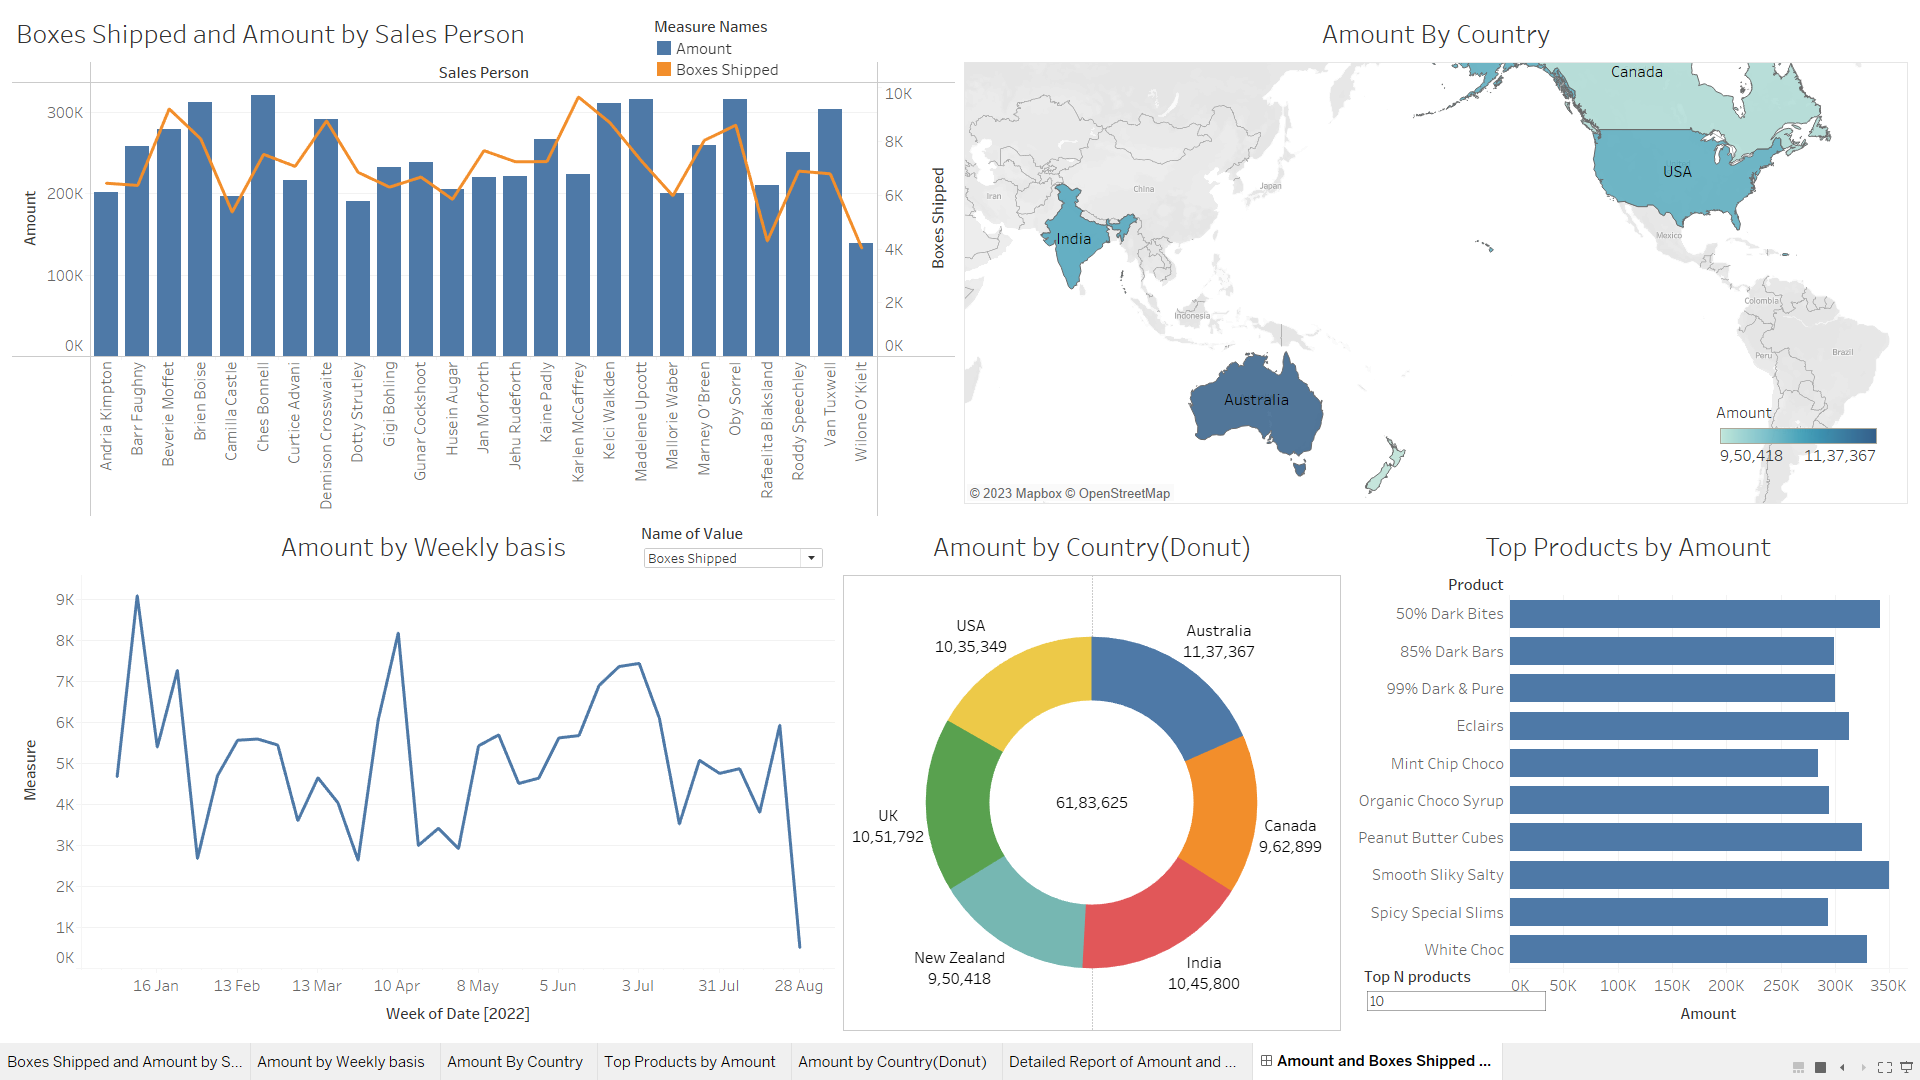 Boxes Shipped and Amount by Sales Person
Measure Names
Amount
Boxes Shipped
Sales Person
Amount
300K
200K
100K
0K
10K
8K
6K
4K
2K
0K
Boxes Shipped
Andria Kimpton
Barr Faughny
Beverie Moffet
Brien Boise
Camilla Castle
Ches Bonnell
Curtice Advani
Dennison Crosswaite
Dotty Strutley
Gigi Bohling
Gunar Cockshoot
Husein Augar
Jan Morforth
Jehu Rudeforth
Kaine Padly
Karlen McCaffrey
Kelci Walkden
Madelene Upcott
Mallorie Waber
Marney O'Breen
Oby Sorrel
Rafaelita Blaksland
Roddy Speechley
Van Tuxwell
Wilone O'Kielt
Amount By Country
Canada
USA
China
Japan
Iran
India
Mexico
Indonesia
Colombia
Peru
Brazil
Australia
Amount
9,50,418 11,37,367
© 2023 Mapbox © OpenStreetMap
Amount by Weekly basis
Name of Value
Boxes Shipped
Measure
9K
8K
7K
6K
5K
4K
3K
2K
1K
0K
16 Jan 13 Feb 13 Mar 10 Apr 8 May 5 Jun 3 Jul 31 Jul 28 Aug
Week of Date [2022]
Amount by Country(Donut)
USA
10,35,349
Australia
11,37,367
UK
10,51,792
61,83,625
Canada
9,62,899
New Zealand
9,50,418
India
10,45,800
Top Products by Amount
Product
50% Dark Bites
85% Dark Bars
99% Dark & Pure
Eclairs
Mint Chip Choco
Organic Choco Syrup
Peanut Butter Cubes
Smooth Sliky Salty
Spicy Special Slims
White Choc
Top N products
10
0K 50K 100K 150K 200K 250K 300K 350K
Amount
Boxes Shipped and Amount by S... Amount by Weekly basis Amount By Country Top Products by Amount Amount by Country(Donut) Detailed Report of Amount and ... Amount and Boxes Shipped ...